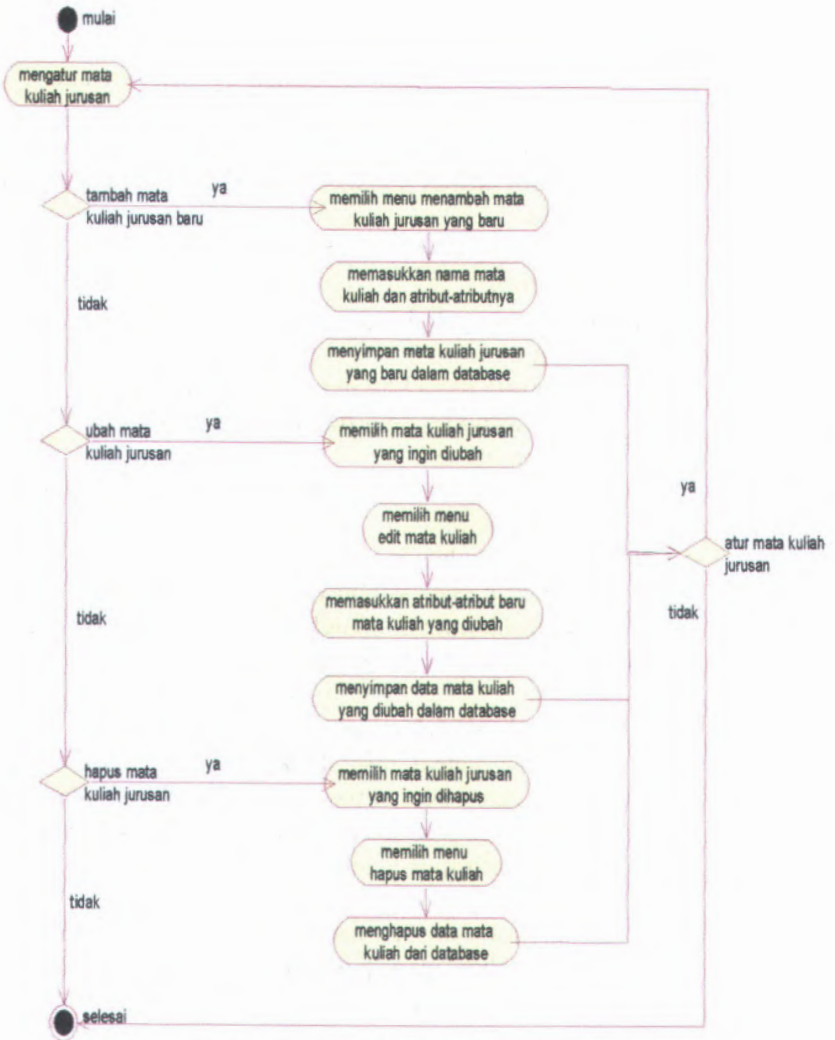 mulai
mengatur mata
kuliah jurusan
tambah mata
kuliah jurusan baru
ya
memilih menu menambah mata
kuliah jurusan yang baru
memasukkan nama mata
kuliah dan atribut-atributnya
tidak
menyimpan mata kuliah jurusan
yang baru dalam database
ubah mata
kuliah jurusan
ya
memilih mata kuliah jurusan
yang ingin diubah
memilih menu
edit mata kuliah
ya
atur mata kuliah
jurusan
tidak
memasukkan atribut-atribut baru
mata kuliah yang diubah
tidak
menyimpan data mata kuliah
yang diubah dalam database
hapus mata
kuliah jurusan
ya
memilih mata kuliah jurusan
yang ingin dihapus
memilih menu
hapus mata kuliah
tidak
menghapus data mata
kuliah dari database
selesai